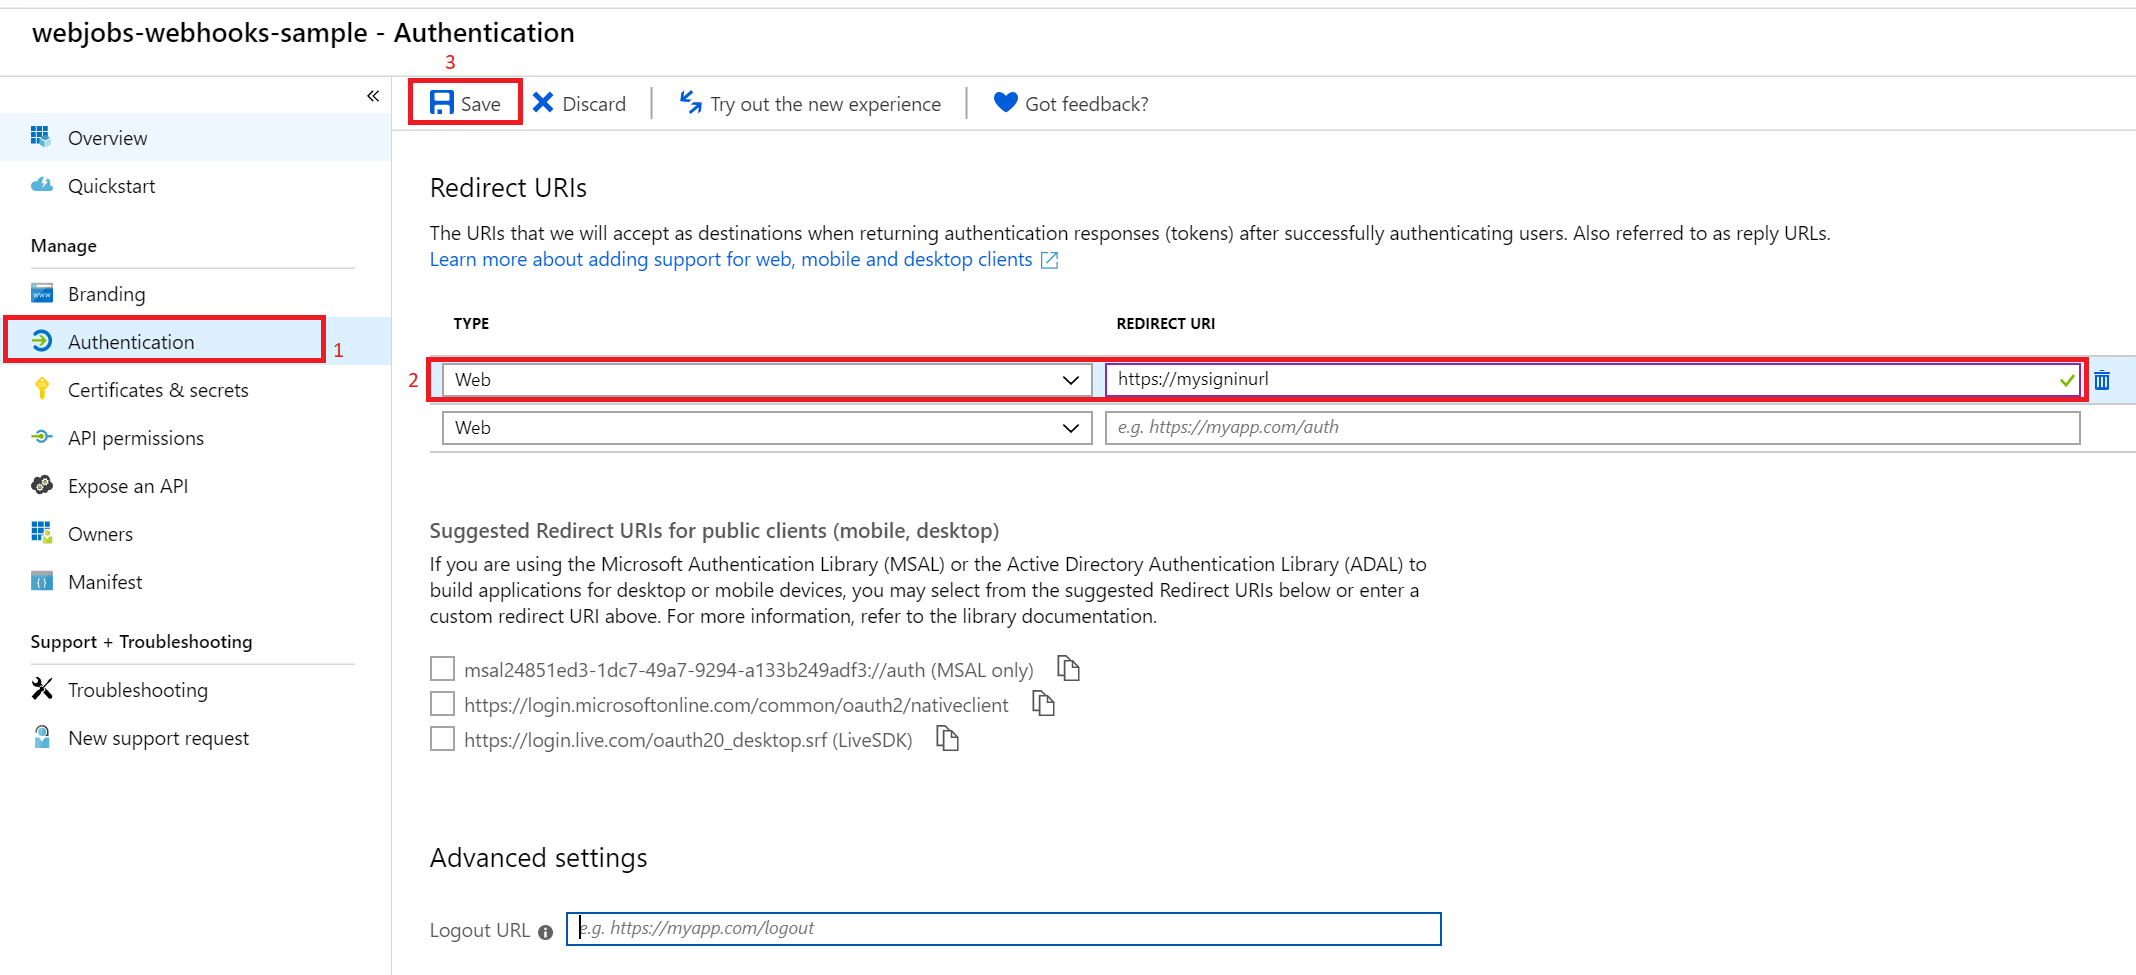 webjobs-webhooks-sample - Authentication
3
«
Save
Discard
Try out the new experience
Got feedback?
Overview
Quickstart
Manage
Branding
Authentication
1
Certificates & secrets
API permissions
Expose an API
Owners
Manifest
Support + Troubleshooting
Troubleshooting
New support request
Redirect URIs
The URIs that we will accept as destinations when returning authentication responses (tokens) after successfully authenticating users. Also referred to as reply URLs.
Learn more about adding support for web, mobile and desktop clients
TYPE
REDIRECT URI
2
Web
https://mysigninurl
Web
e.g. https://myapp.com/auth
Suggested Redirect URIs for public clients (mobile, desktop)
If you are using the Microsoft Authentication Library (MSAL) or the Active Directory Authentication Library (ADAL) to
build applications for desktop or mobile devices, you may select from the suggested Redirect URIs below or enter a
custom redirect URI above. For more information, refer to the library documentation.
msal24851ed3-1dc7-49a7-9294-a133b249adf3://auth (MSAL only)
https://login.microsoftonline.com/common/oauth2/nativeclient
https://login.live.com/oauth20_desktop.srf (LiveSDK)
Advanced settings
Logout URL
e.g. https://myapp.com/logout